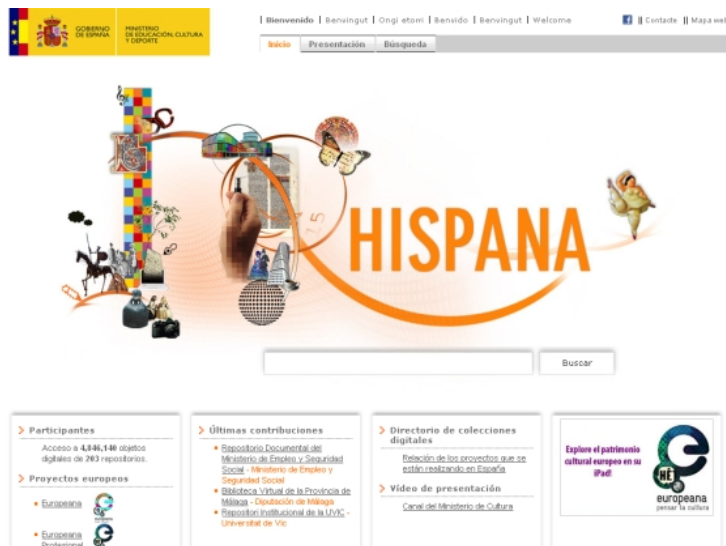 GOBIERNO
DE ESPAÑA
MINISTERIO
DE EDUCACIÓN, CULTURA
Y DEPORTE
| Bienvenido | Benvingut | Ongi etorri | Benvido | Benvingut | Welcome
|| Contacte || Mapa web
Inicio
Presentación
Búsqueda
HISPANA
Buscar
Participantes
Acceso a 4,846,140 objetos
digitales de 203 repositorios.
Proyectos europeos
Europeana
Europeana
Profesional
Últimas contribuciones
Repositorio Documental del
Ministerio de Empleo y Seguridad
Social - Ministerio de Empleo y
Seguridad Social
Biblioteca Virtual de la Provincia de
Málaga - Diputación de Málaga
Repositori Institucional de la UVIC -
Universitat de Vic
Directorio de colecciones
digitales
Relación de los proyectos que se
están realizando en España
Vídeo de presentación
Canal del Ministerio de Cultura
Explore el patrimonio
cultural europeo en su
iPad!
HÈ
europeana
pensar la cultura